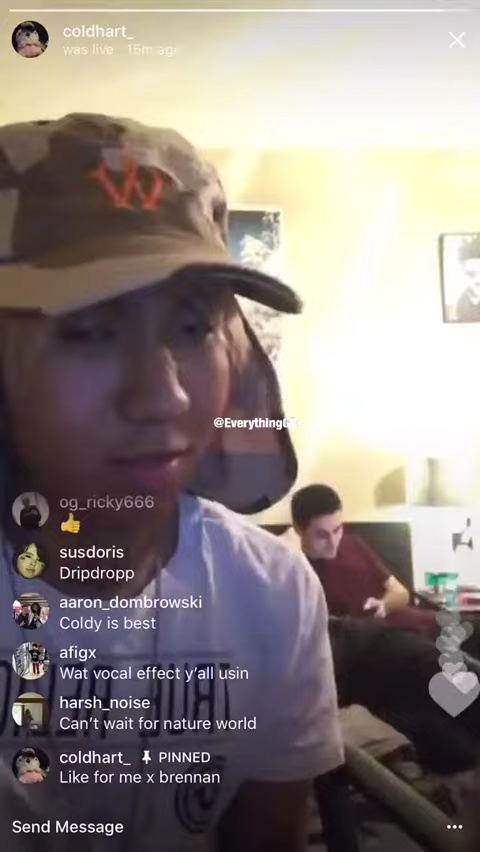 coldhart_
was live 15m ago
W
@EverythingG
og_ricky666
👍
susdoris
Dripdropp
aaron_dombrowski
Coldy is best
afigx
Wat vocal effect y'all usin
harsh_noise
Can't wait for nature world
coldhart_ PINNED
Like for me x brennan
Send Message